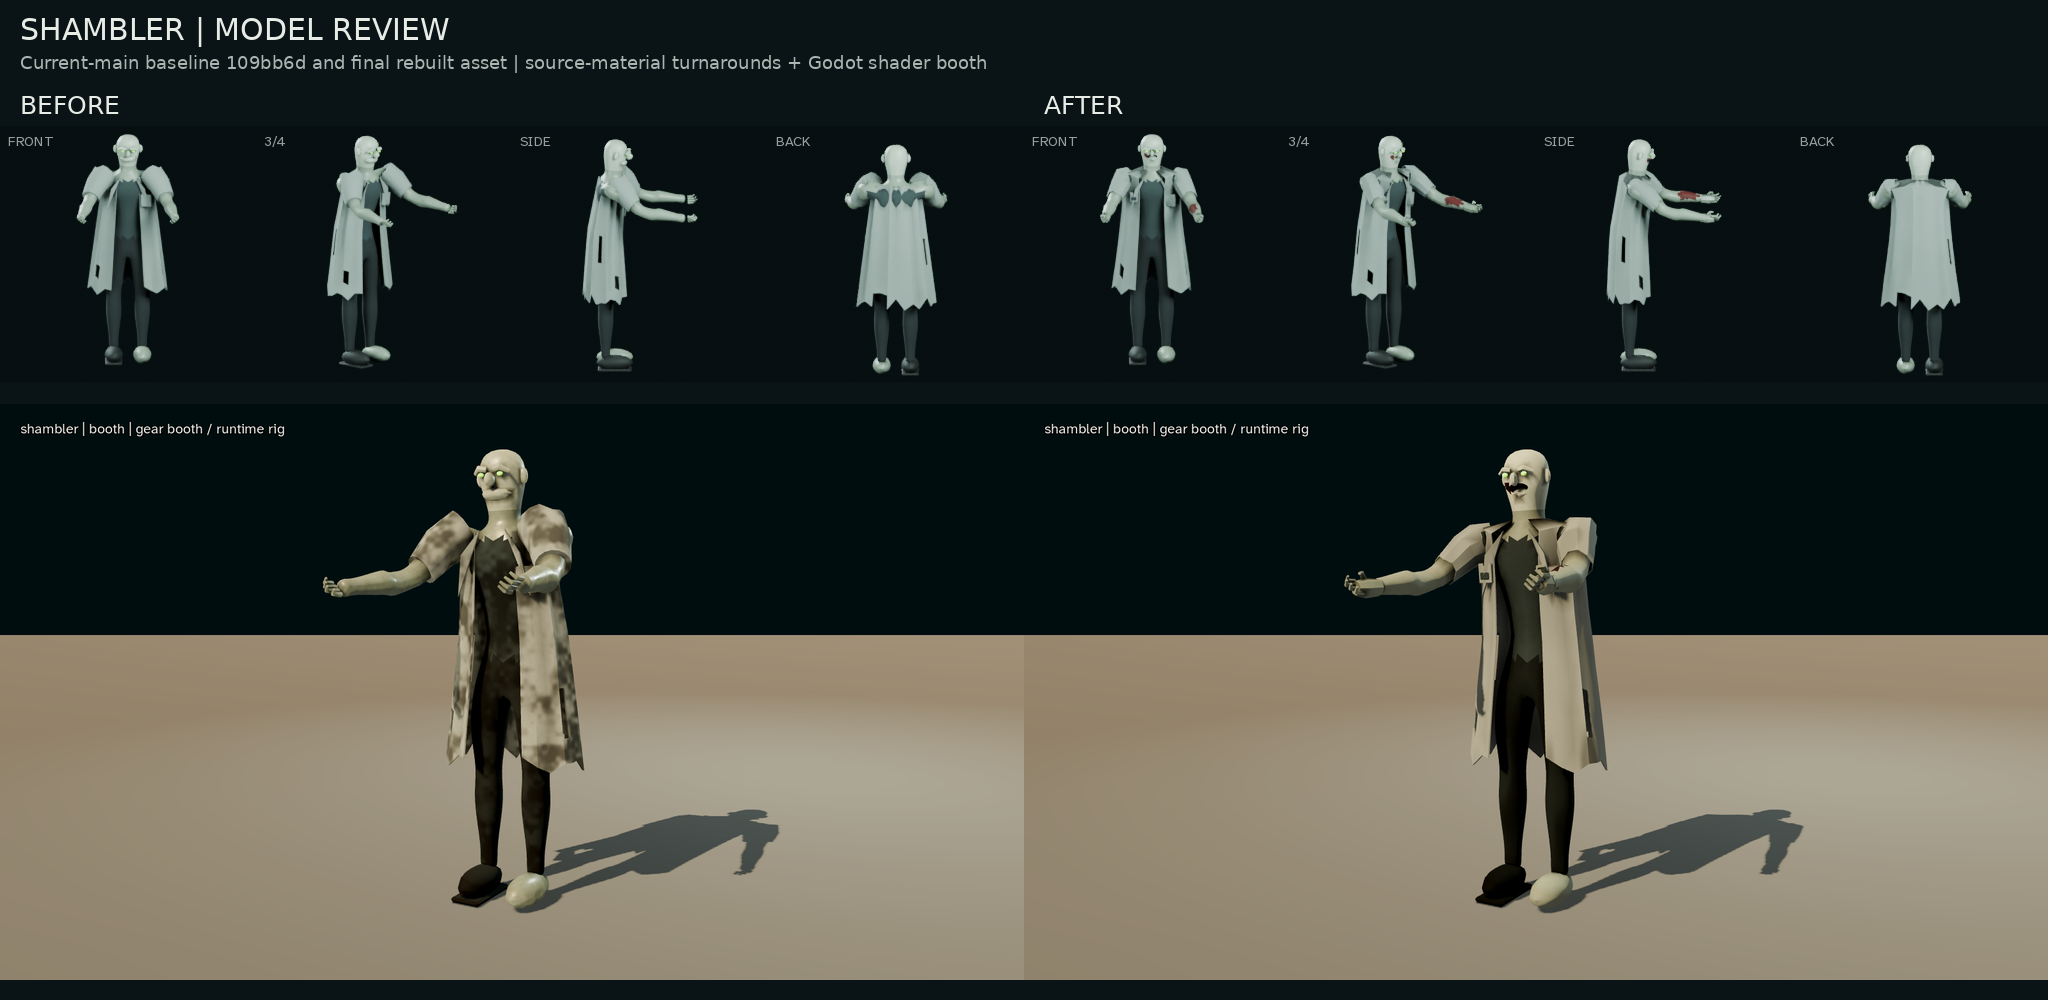 SHAMBLER | MODEL REVIEW
Current-main baseline 109bb6d and final rebuilt asset | source-material turnarounds + Godot shader booth
BEFORE
AFTER
FRONT
3/4
SIDE
BACK
FRONT
3/4
SIDE
BACK
shambler | booth | gear booth / runtime rig
shambler | booth | gear booth / runtime rig